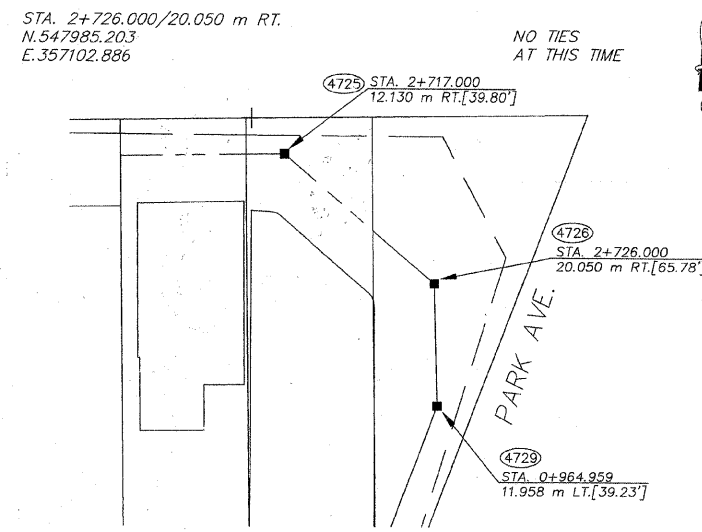 STA. 2+726.000/20.050 m RT.
N.547985.203
E.357102.886
NO TIES
AT THIS TIME
4725
STA. 2+717.000
12.130 m RT.[39.80']
4726
STA. 2+726.000
20.050 m RT.[65.78']
PARK AVE.
4729
STA. 0+964.959
11.958 m LT.[39.23']